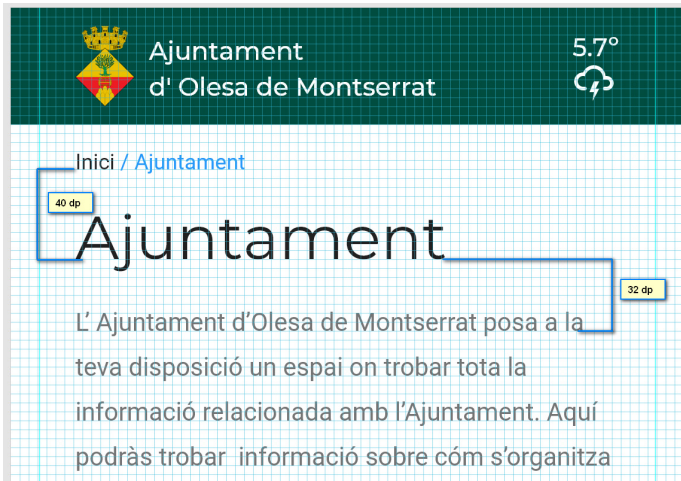 Ajuntament
d' Olesa de Montserrat
5.7º
Inici / Ajuntament
40 dp
Ajuntament
32 dp
L’ Ajuntament d’Olesa de Montserrat posa a la
teva disposició un espai on trobar tota la
informació relacionada amb l’Ajuntament. Aquí
podràs trobar  informació sobre cóm s’organitza